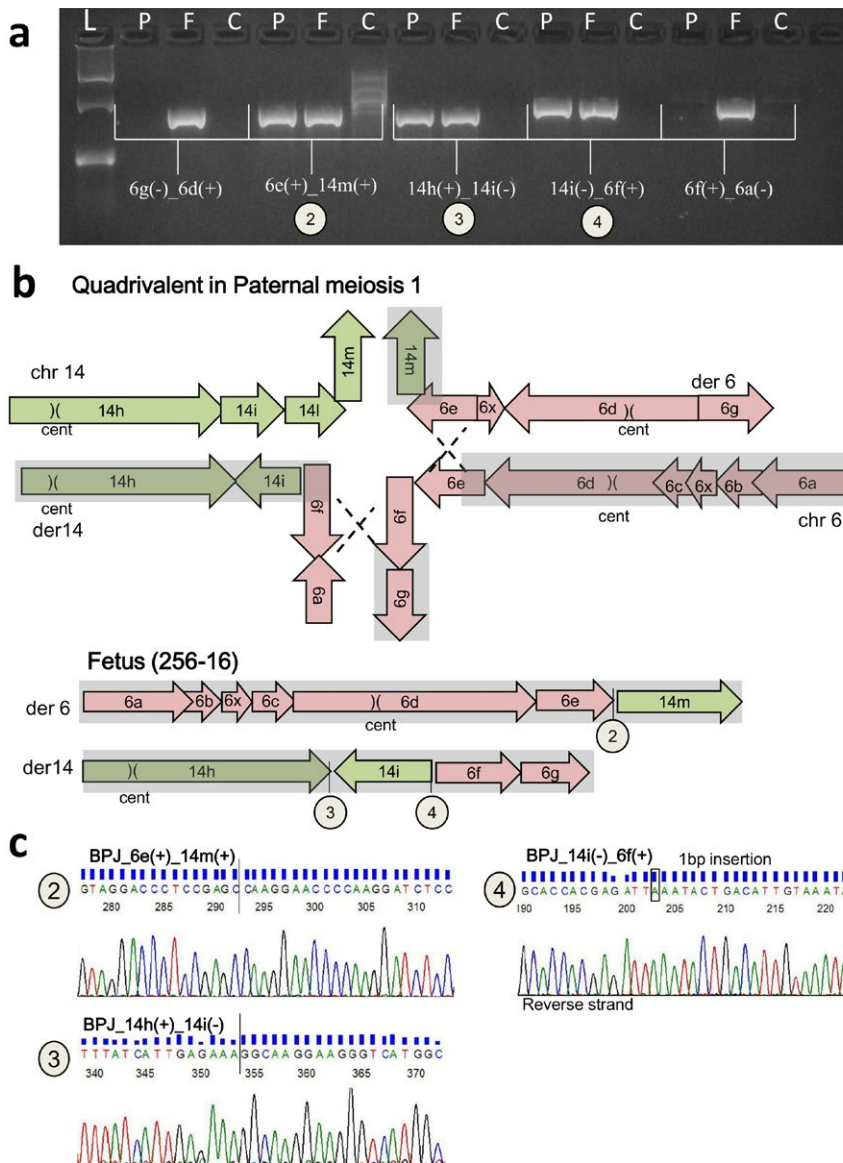 a
L P F C P F C P F C P F C P F C
6g(-)_6d(+) 6e(+)_14m(+) 14h(+)_14i(-) 14i(-)_6f(+) 6f(+)_6a(-)
2 3 4
b Quadrivalent in Paternal meiosis 1
14m 14m
chr 14 der 6
)( 14h 14i 14l 6e 6x 6d )( 6g
cent cent
)( 14h 14i 6f 6f 6e 6d )( 6c 6x 6b 6a
cent cent
der14 chr 6
6a 6g
Fetus (256-16)
der 6 6a 6b 6x 6c )( 6d 6e 14m
cent 2
der14 )( 14h 14i 6f 6g
cent 3 4
c
BPJ_6e(+)_14m(+)
2 GTAGGACCCTCCGAGCCAAGGAACCCCAAGGATCTCC
280 285 290 295 300 305 310
BPJ_14i(-)_6f(+) 1bp insertion
4 GCACCACGAGATTAAATACTGACATTGTAAATA
190 195 200 205 210 215 220
Reverse strand
BPJ_14h(+)_14i(-)
3 TTTATCATTGAGAAAGGCAAGGAAGGGTCATGGC
340 345 350 355 360 365 370